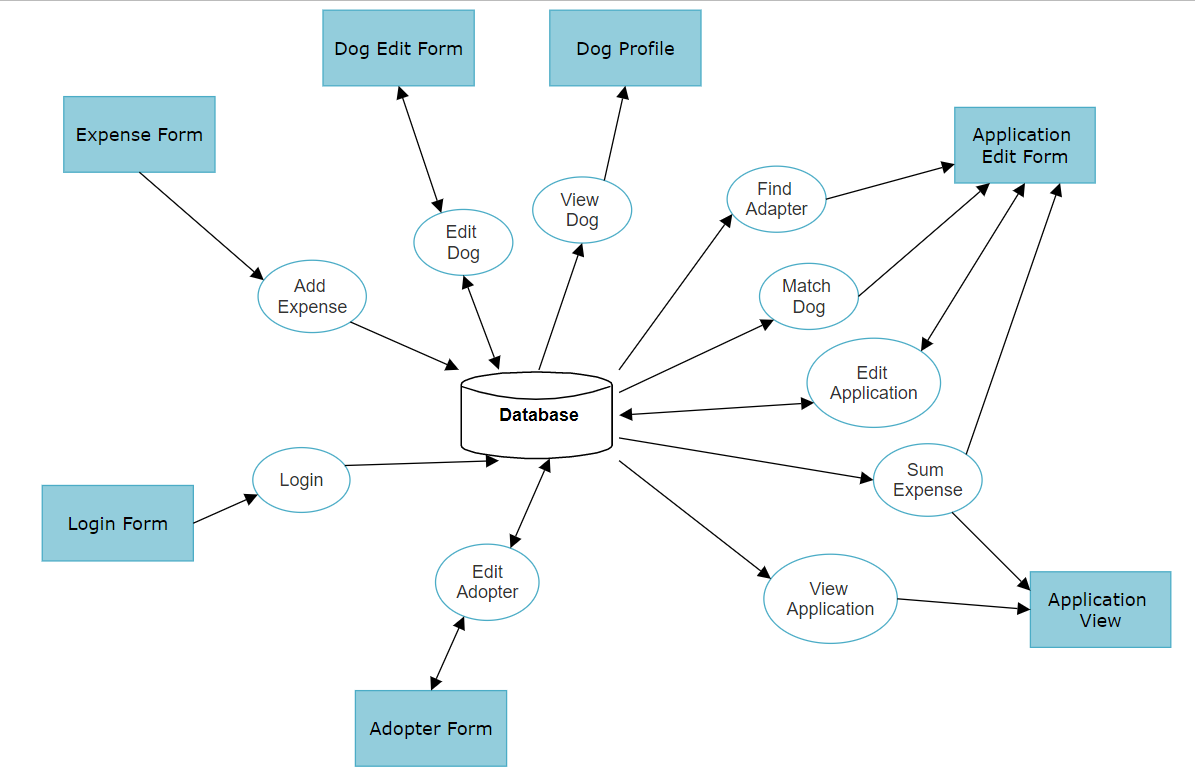 Dog Edit Form
Dog Profile
Expense Form
Application
Edit Form
Find
Adapter
View
Dog
Edit
Dog
Add
Expense
Match
Dog
Edit
Application
Database
Login
Sum
Expense
Login Form
Edit
Adopter
View
Application
Application
View
Adopter Form